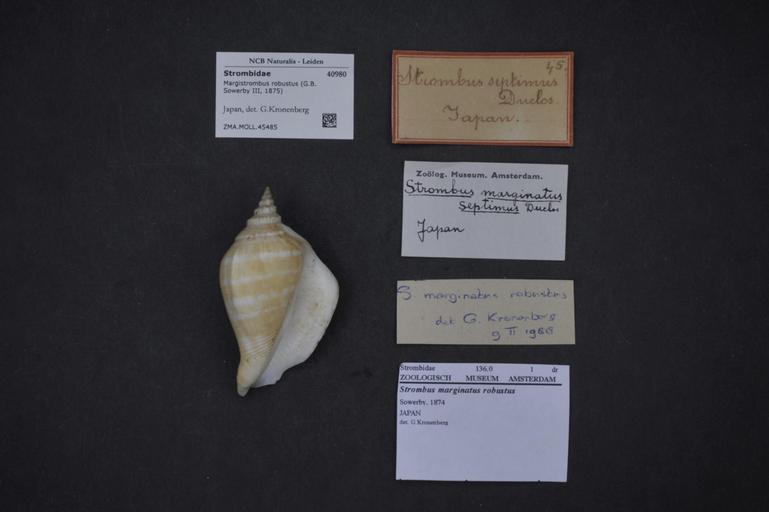 NCB Naturalis - Leiden
Strombidae 40980
Margistrombus robustus (G.B.
Sowerby III, 1875)
Japan, det. G.Kronenberg
ZMA.MOLL.45485
45.
Strombus septimus
Duclos.
Japan.
Zoölog. Museum. Amsterdam.
Strombus marginatus
septimus Duclos
Japan
S. marginatus robustus
det G. Kronenberg
9 II
Strombidae 136.0 1 dr
ZOOLOGISCH MUSEUM AMSTERDAM
Strombus marginatus robustus
Sowerby, 1874
JAPAN
det. G.Kronenberg